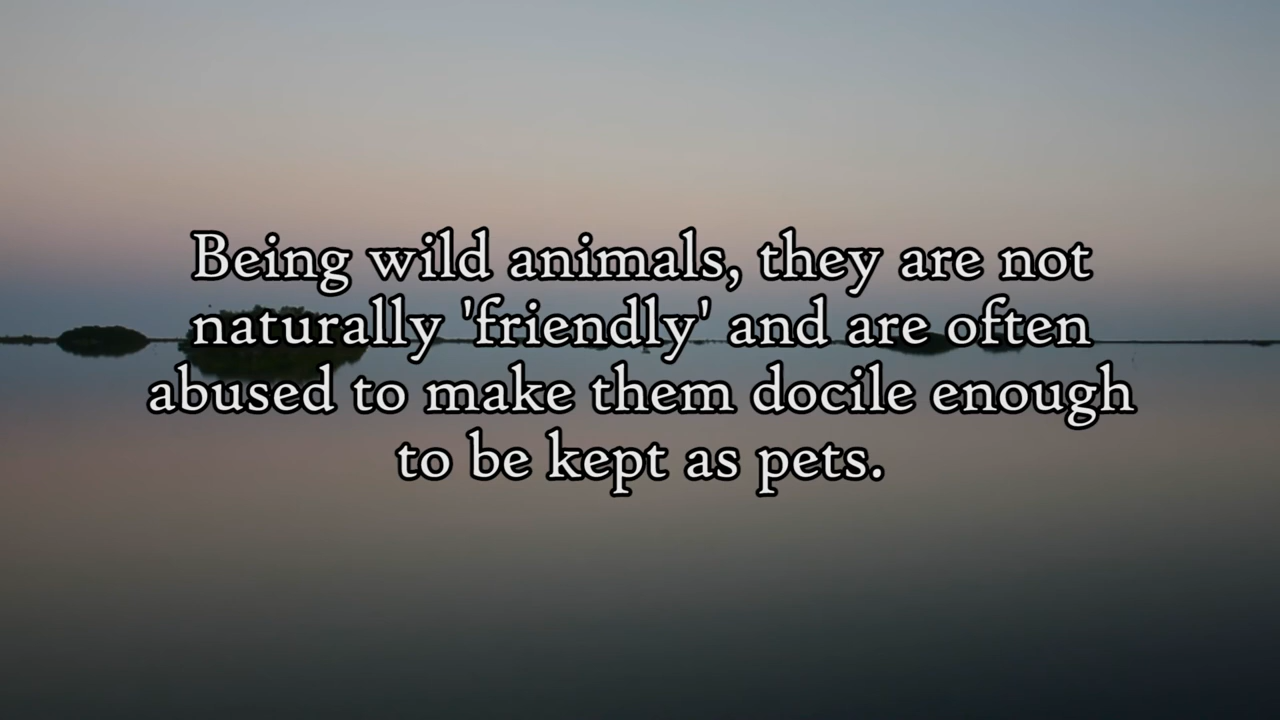 Being wild animals, they are not
naturally 'friendly' and are often
abused to make them docile enough
to be kept as pets.